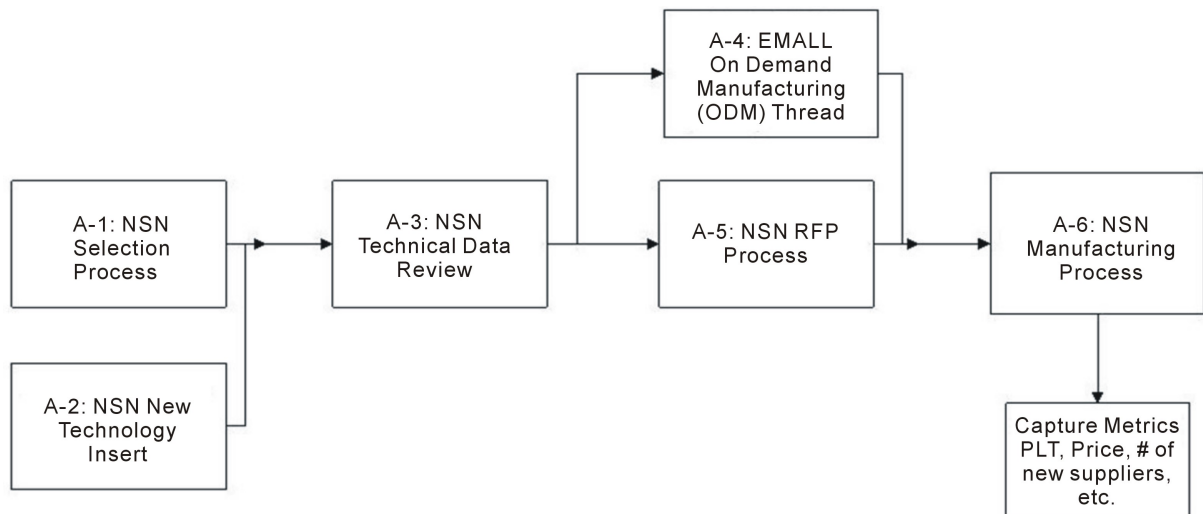 A-4: EMALL
On Demand
Manufacturing
(ODM) Thread
A-1: NSN
Selection
Process
A-3: NSN
Technical Data
Review
A-5: NSN RFP
Process
A-6: NSN
Manufacturing
Process
A-2: NSN New
Technology
Insert
Capture Metrics
PLT, Price, # of
new suppliers,
etc.